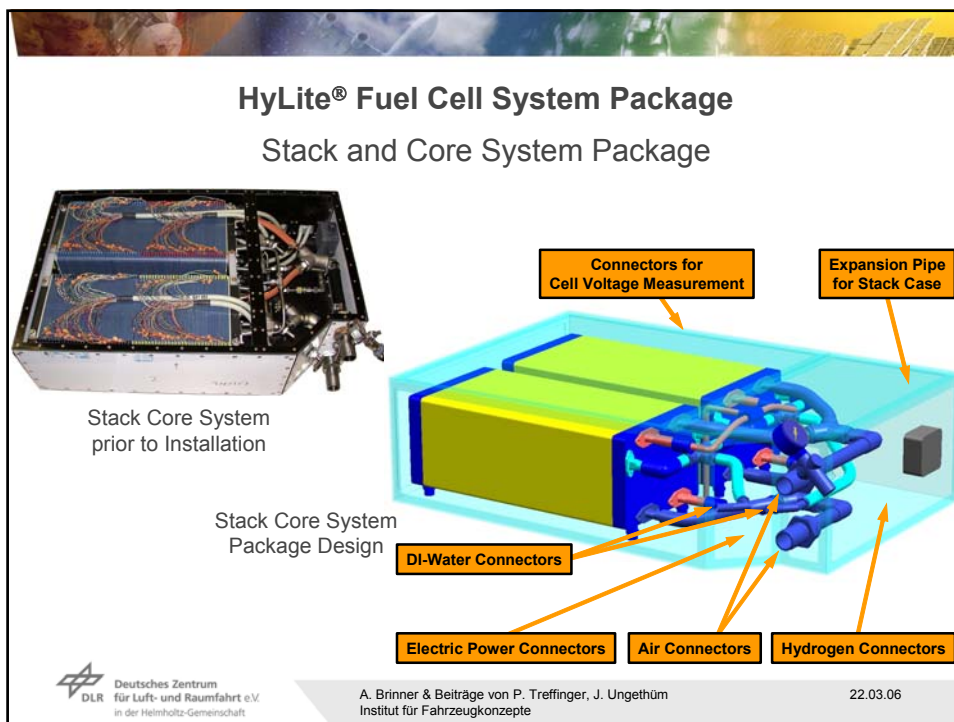 HyLite® Fuel Cell System Package
Stack and Core System Package
Connectors for
Cell Voltage Measurement
Expansion Pipe
for Stack Case
Stack Core System
prior to Installation
Stack Core System
Package Design
DI-Water Connectors
Electric Power Connectors
Air Connectors
Hydrogen Connectors
DLR
Deutsches Zentrum
für Luft- und Raumfahrt e.V.
in der Helmholtz-Gemeinschaft
A. Brinner & Beiträge von P. Treffinger, J. Ungethüm
Institut für Fahrzeugkonzepte
22.03.06